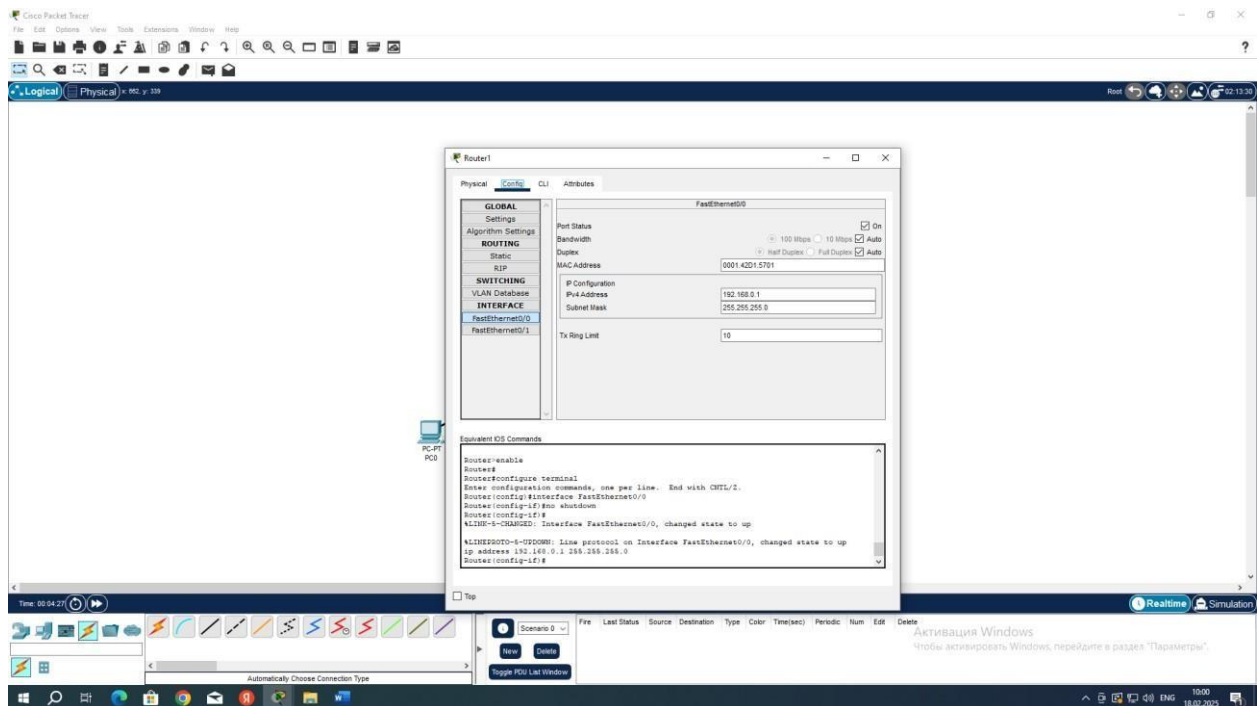 Cisco Packet Tracer
File Edit Options View Tools Extensions Window Help
?
Logical Physical x: 662, y: 339 Root 02:13:30
Router1
Physical Config CLI Attributes
GLOBAL
Settings
Algorithm Settings
ROUTING
Static
RIP
SWITCHING
VLAN Database
INTERFACE
FastEthernet0/0
FastEthernet0/1
FastEthernet0/0
Port Status On
Bandwidth 100 Mbps 10 Mbps Auto
Duplex Half Duplex Full Duplex Auto
MAC Address 0001.42D1.5701
IP Configuration
IPv4 Address 192.168.0.1
Subnet Mask 255.255.255.0
Tx Ring Limit 10
PC-PT
PC0
Equivalent IOS Commands
Router>enable
Router#
Router#configure terminal
Enter configuration commands, one per line. End with CNTL/Z.
Router(config)#interface FastEthernet0/0
Router(config-if)#no shutdown
Router(config-if)#
%LINK-5-CHANGED: Interface FastEthernet0/0, changed state to up
%LINEPROTO-5-UPDOWN: Line protocol on Interface FastEthernet0/0, changed state to up
ip address 192.168.0.1 255.255.255.0
Router(config-if)#
Top
Time: 00:04:27 Realtime Simulation
Scenario 0
New Delete
Toggle PDU List Window
Fire Last Status Source Destination Type Color Time(sec) Periodic Num Edit Delete
Automatically Choose Connection Type
Активация Windows
Чтобы активировать Windows, перейдите в раздел "Параметры".
ENG 10:00
18.02.2025